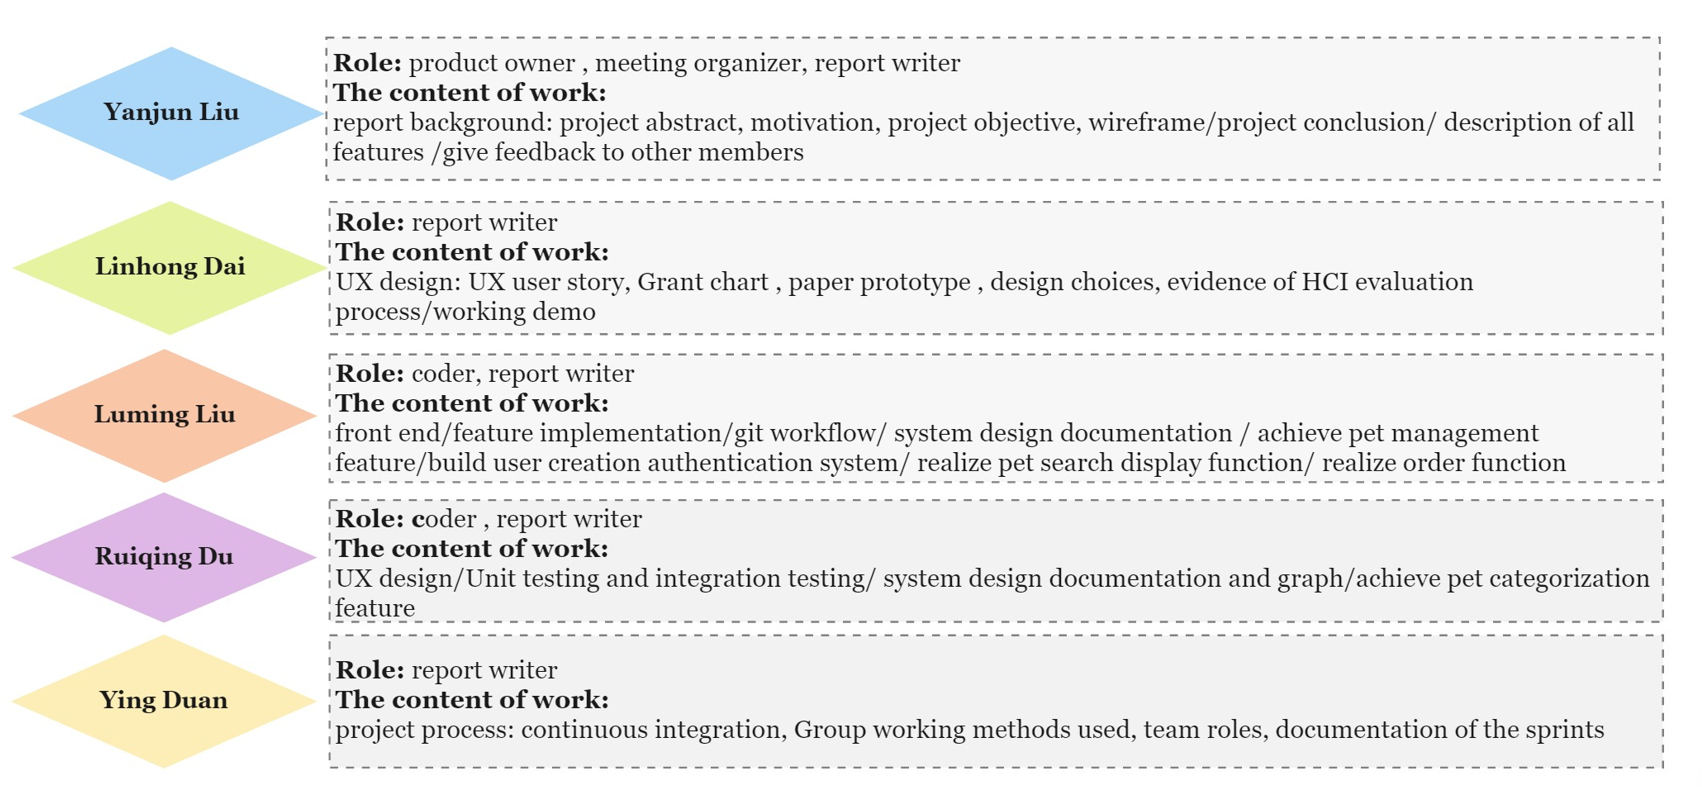 Yanjun Liu
Role: product owner , meeting organizer, report writer
The content of work:
report background: project abstract, motivation, project objective, wireframe/project conclusion/ description of all
features /give feedback to other members
Linhong Dai
Role: report writer
The content of work:
UX design: UX user story, Grant chart , paper prototype , design choices, evidence of HCI evaluation
process/working demo
Luming Liu
Role: coder, report writer
The content of work:
front end/feature implementation/git workflow/ system design documentation / achieve pet management
feature/build user creation authentication system/ realize pet search display function/ realize order function
Ruiqing Du
Role: coder , report writer
The content of work:
UX design/Unit testing and integration testing/ system design documentation and graph/achieve pet categorization
feature
Ying Duan
Role: report writer
The content of work:
project process: continuous integration, Group working methods used, team roles, documentation of the sprints